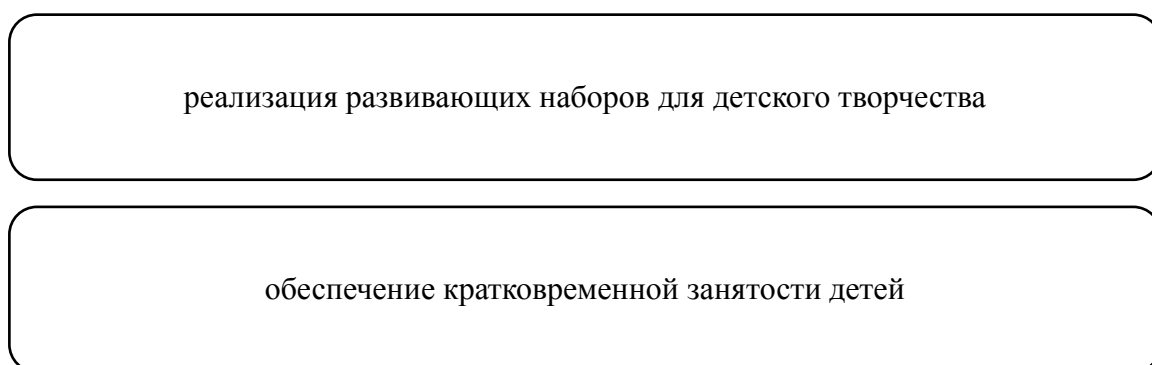 реализация развивающих наборов для детского творчества
обеспечение кратковременной занятости детей